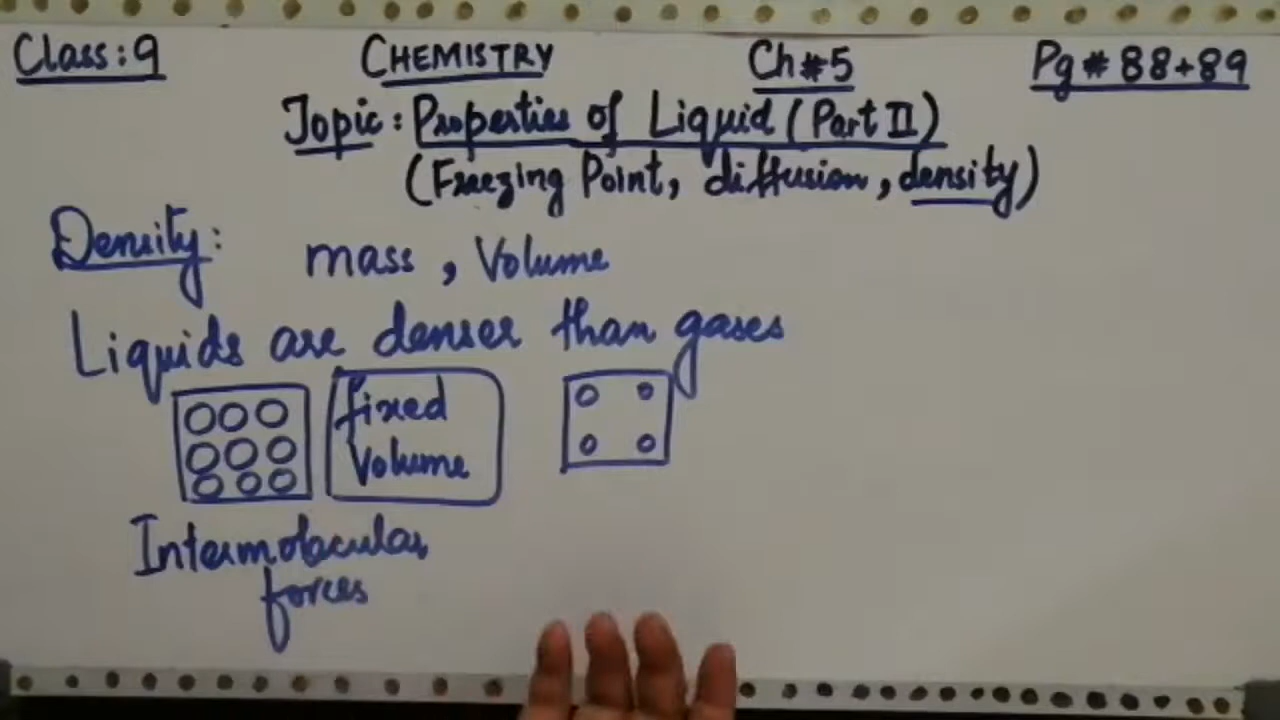 Class: 9 CHEMISTRY Ch#5 Pg# 88+89
Topic: Properties of Liquid (Part II)
(Freezing Point, diffusion, density)
Density: mass, Volume
Liquids are denser than gases
fixed
Volume
Intermolecular
forces